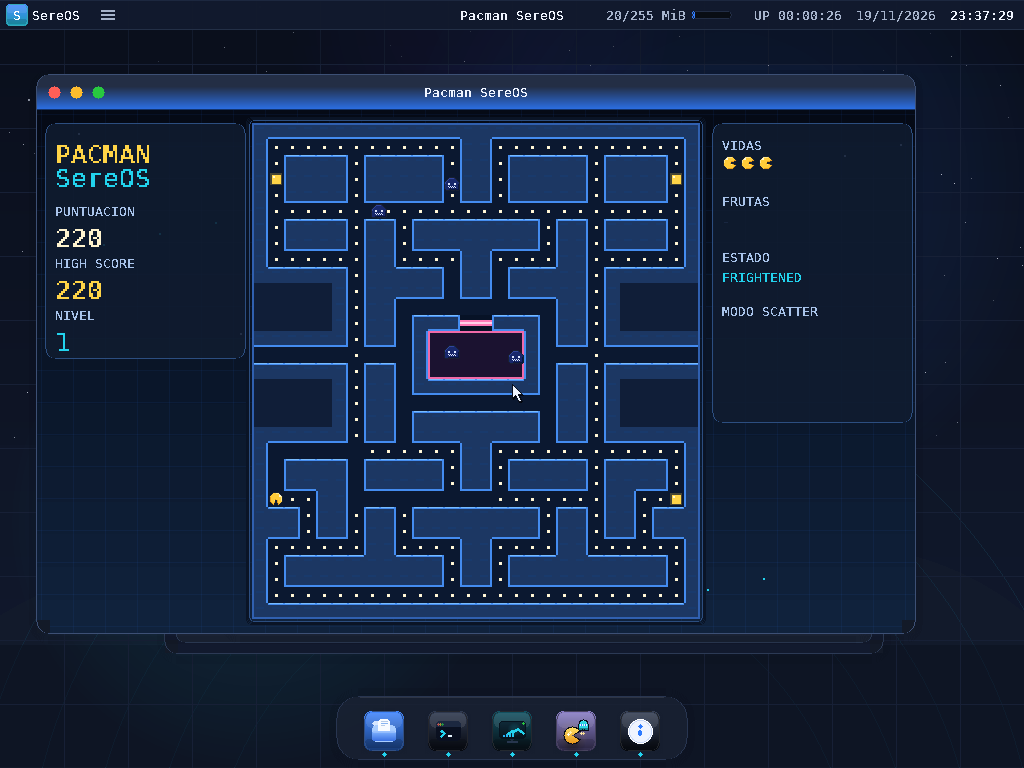 S SereOS
Pacman SereOS
20/255 MiB
UP 00:00:26
19/11/2026
23:37:29
Pacman SereOS
PACMAN
SereOS
PUNTUACION
220
HIGH SCORE
220
NIVEL
1
VIDAS
FRUTAS
ESTADO
FRIGHTENED
MODO SCATTER